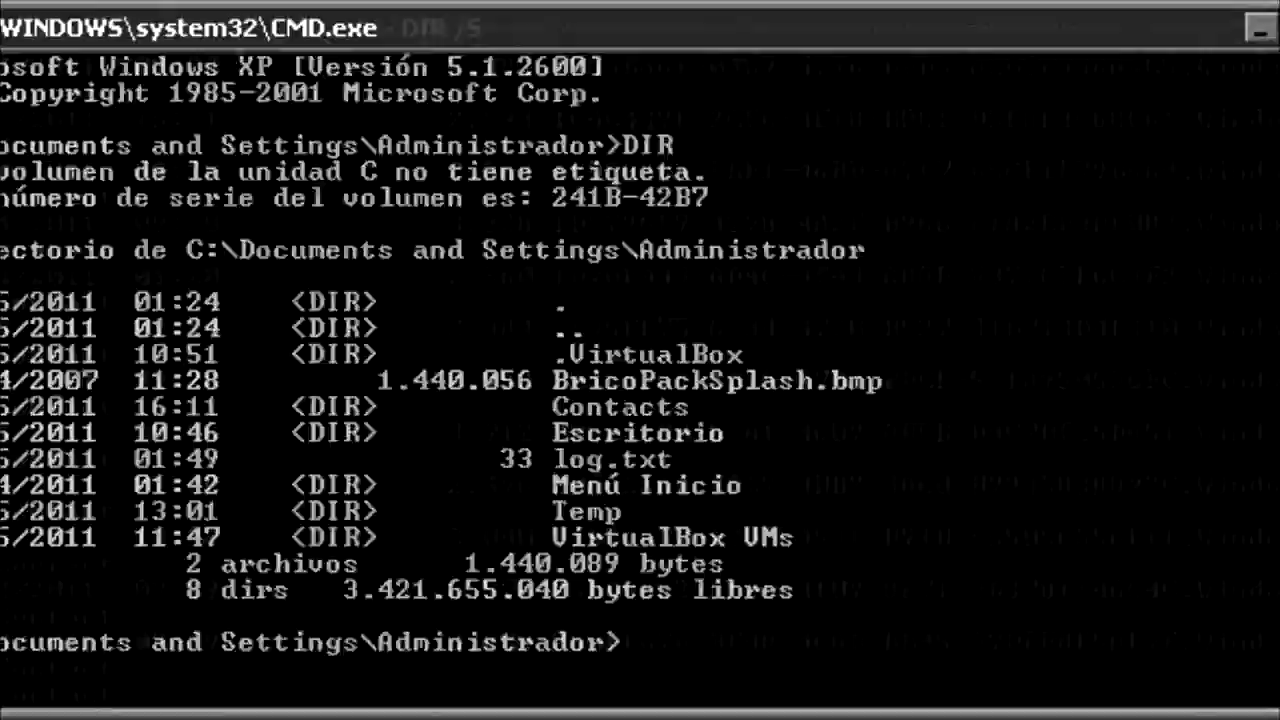 WINDOWS\system32\CMD.exe - DIR /S
osoft Windows XP [Versión 5.1.2600]
Copyright 1985-2001 Microsoft Corp.
ocuments and Settings\Administrador>DIR
volumen de la unidad C no tiene etiqueta.
número de serie del volumen es: 241B-42B7
ectorio de C:\Documents and Settings\Administrador
5/2011 01:24 <DIR> .
5/2011 01:24 <DIR> ..
5/2011 10:51 <DIR> .VirtualBox
4/2007 11:28 1.440.056 BricoPackSplash.bmp
5/2011 16:11 <DIR> Contacts
5/2011 10:46 <DIR> Escritorio
5/2011 01:49 33 log.txt
4/2011 01:42 <DIR> Menú Inicio
5/2011 13:01 <DIR> Temp
5/2011 11:47 <DIR> VirtualBox VMs
2 archivos 1.440.089 bytes
8 dirs 3.421.655.040 bytes libres
ocuments and Settings\Administrador>